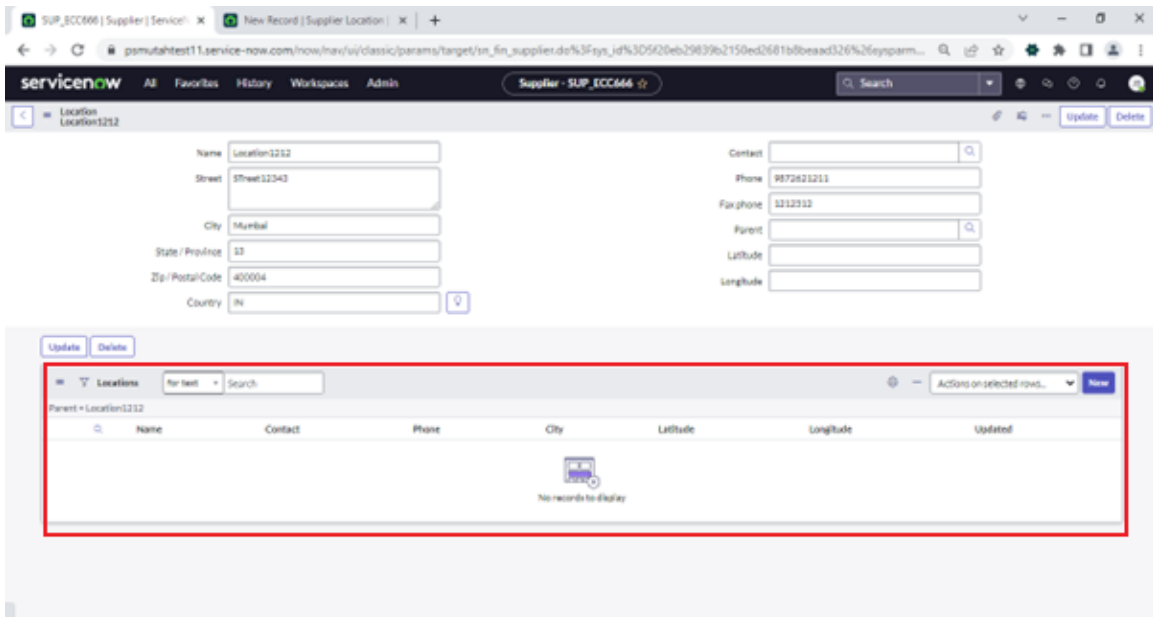 SUP_ECC666 | Supplier | Service
New Record | Supplier Location |
psmutahtest11.service-now.com/now/nav/ui/classic/params/target/sn_fin_supplier.do%3Fsys_id%3D5f20eb29839b2150ed2681b8beaad326%26sysparm...
servicenow All Favorites History Workspaces Admin Supplier - SUP_ECC666 Search
Location
Location1212
Update Delete
Name Location1212
Contact
Street STreet12343
Phone 9872621211
Fax phone 1212312
City Mumbai
Parent
State / Province 13
Latitude
Zip / Postal Code 400004
Longitude
Country IN
Update Delete
Locations for text Search Actions on selected rows... New
Parent = Location1212
Name Contact Phone City Latitude Longitude Updated
No records to display